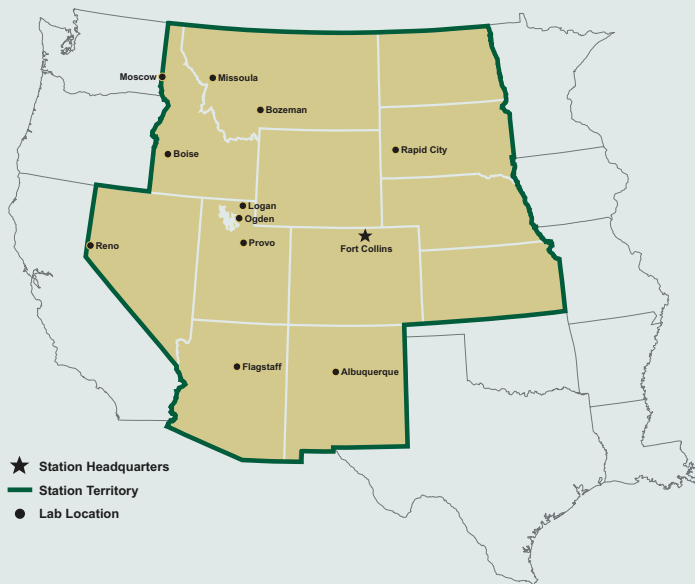 Moscow
Missoula
Bozeman
Boise
Rapid City
Logan
Ogden
Reno
Provo
Fort Collins
Flagstaff
Albuquerque
Station Headquarters
Station Territory
Lab Location